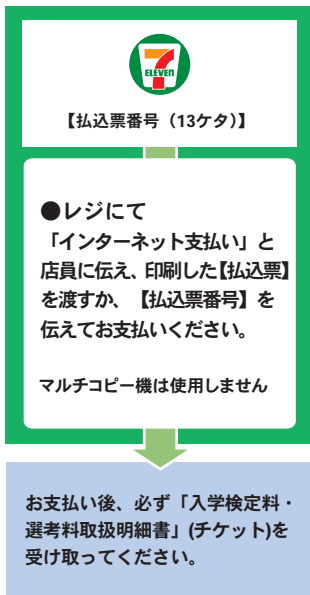 7
ELEVEn
【払込票番号（13ケタ）】
●レジにて
「インターネット支払い」と
店員に伝え、印刷した【払込票】
を渡すか、【払込票番号】を
伝えてお支払いください。
マルチコピー機は使用しません
お支払い後、必ず「入学検定料・
選考料取扱明細書」(チケット)を
受け取ってください。